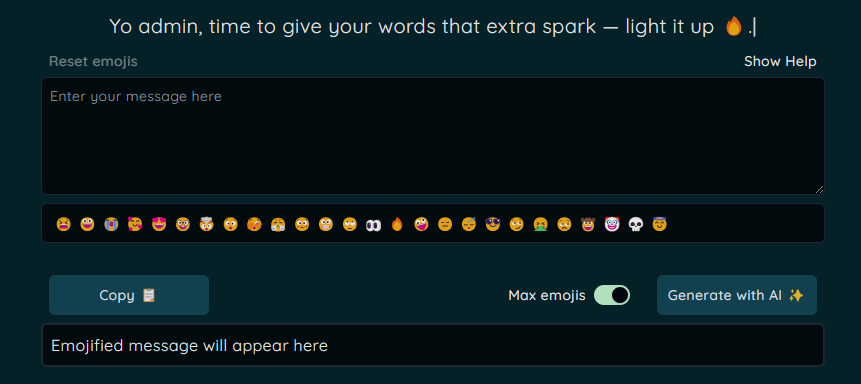 Yo admin, time to give your words that extra spark — light it up 🔥.|
Reset emojis Show Help
Enter your message here
😫 😀 😭 🥰 😍 🤓 🤯 😲 🥵 😤 😳 😷 🙄 👀 🔥 🤪 😑 😴 😎 🥴 🤮 😢 🤠 🤡 💀 😇
Copy 📋 Max emojis Generate with AI ✨
Emojified message will appear here